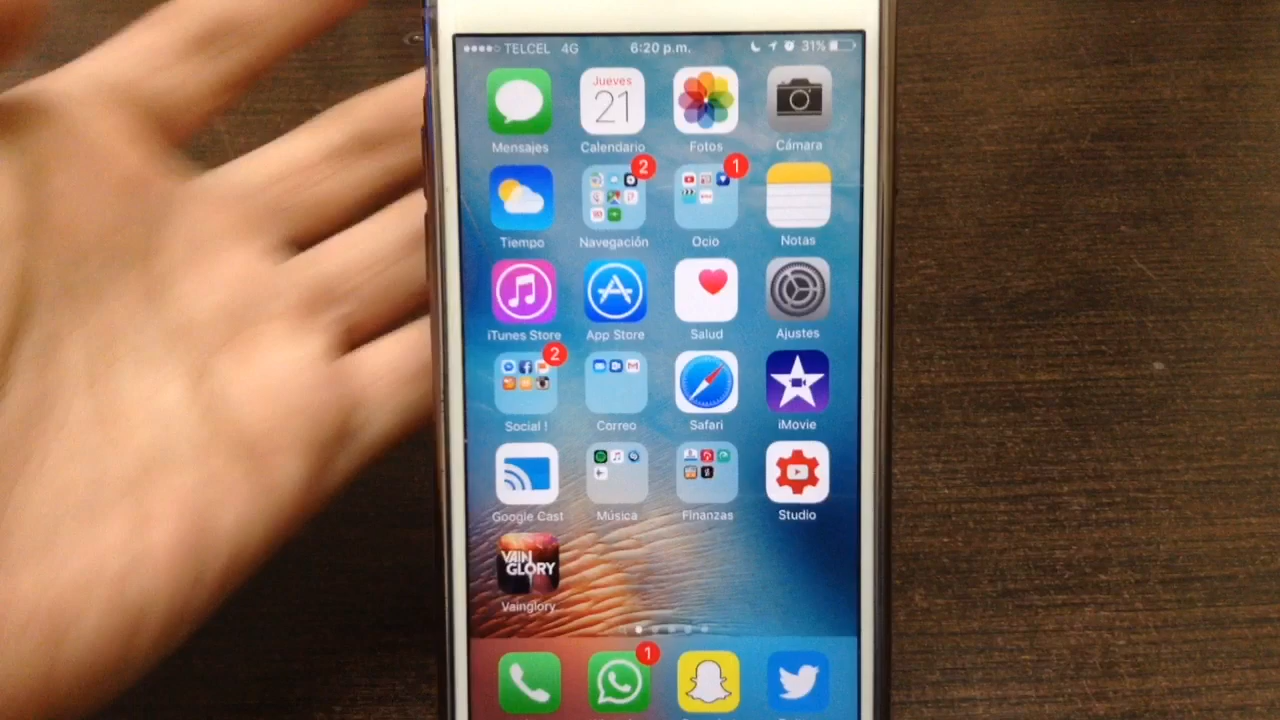 TELCEL 4G 6:20 p.m. 31%
Jueves
21
Mensajes Calendario Fotos Cámara
2 1
Tiempo Navegación Ocio Notas
iTunes Store App Store Salud Ajustes
2
Social ! Correo Safari iMovie
Google Cast Música Finanzas Studio
VAIN
GLORY
Vainglory
1